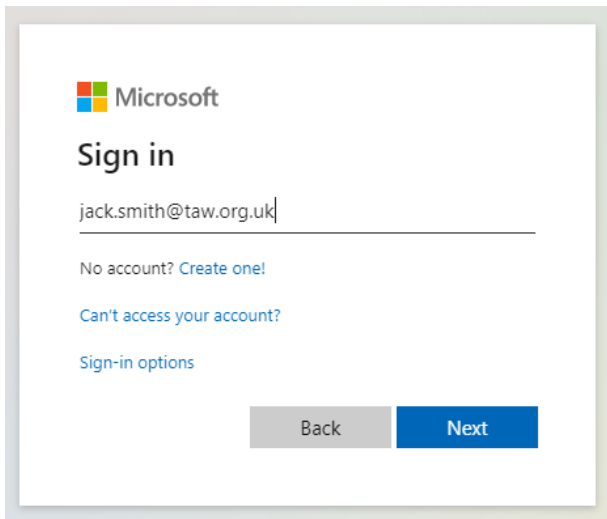 Microsoft
Sign in
jack.smith@taw.org.uk
No account? Create one!
Can't access your account?
Sign-in options
Back Next